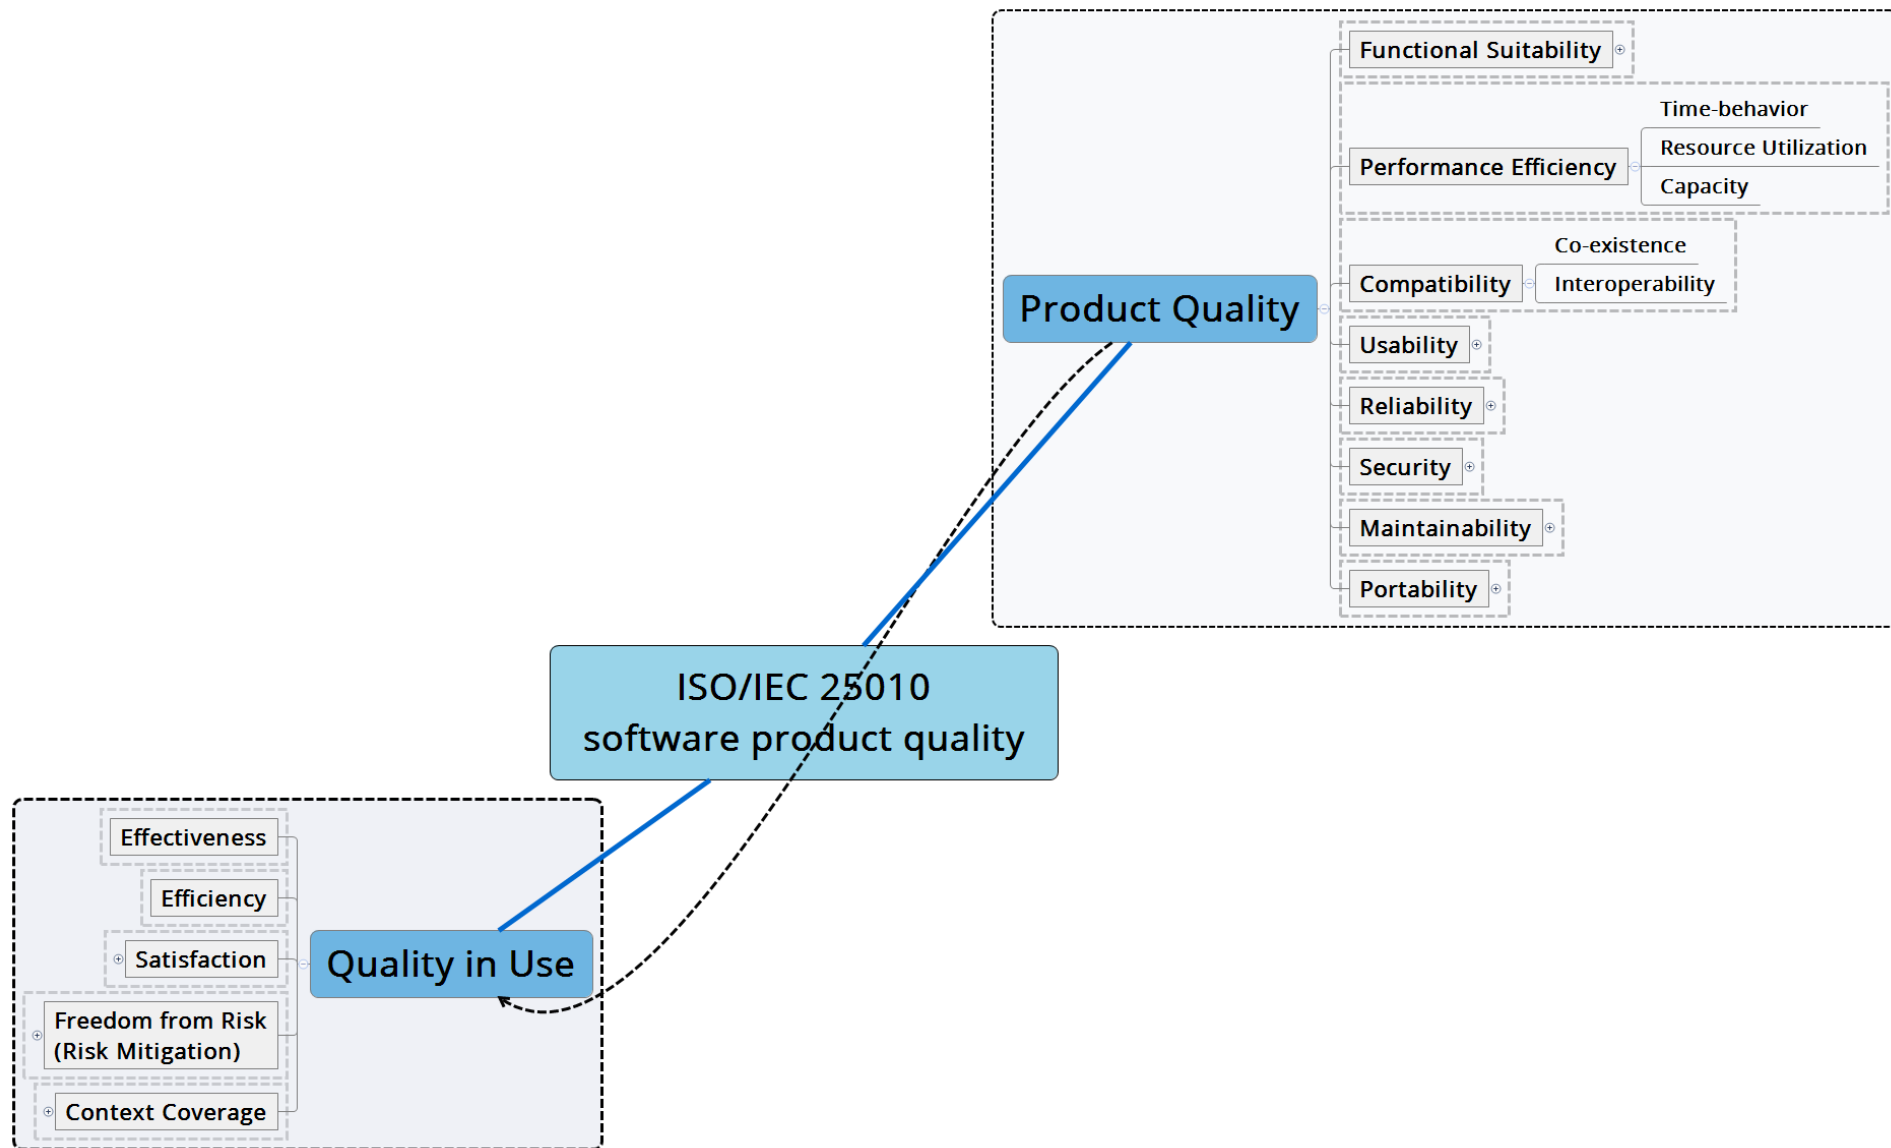 Functional Suitability
Time-behavior
Performance Efficiency
Resource Utilization
Capacity
Co-existence
Compatibility
Interoperability
Product Quality
Usability
Reliability
Security
Maintainability
Portability
ISO/IEC 25010
software product quality
Effectiveness
Efficiency
Satisfaction
Quality in Use
Freedom from Risk
(Risk Mitigation)
Context Coverage